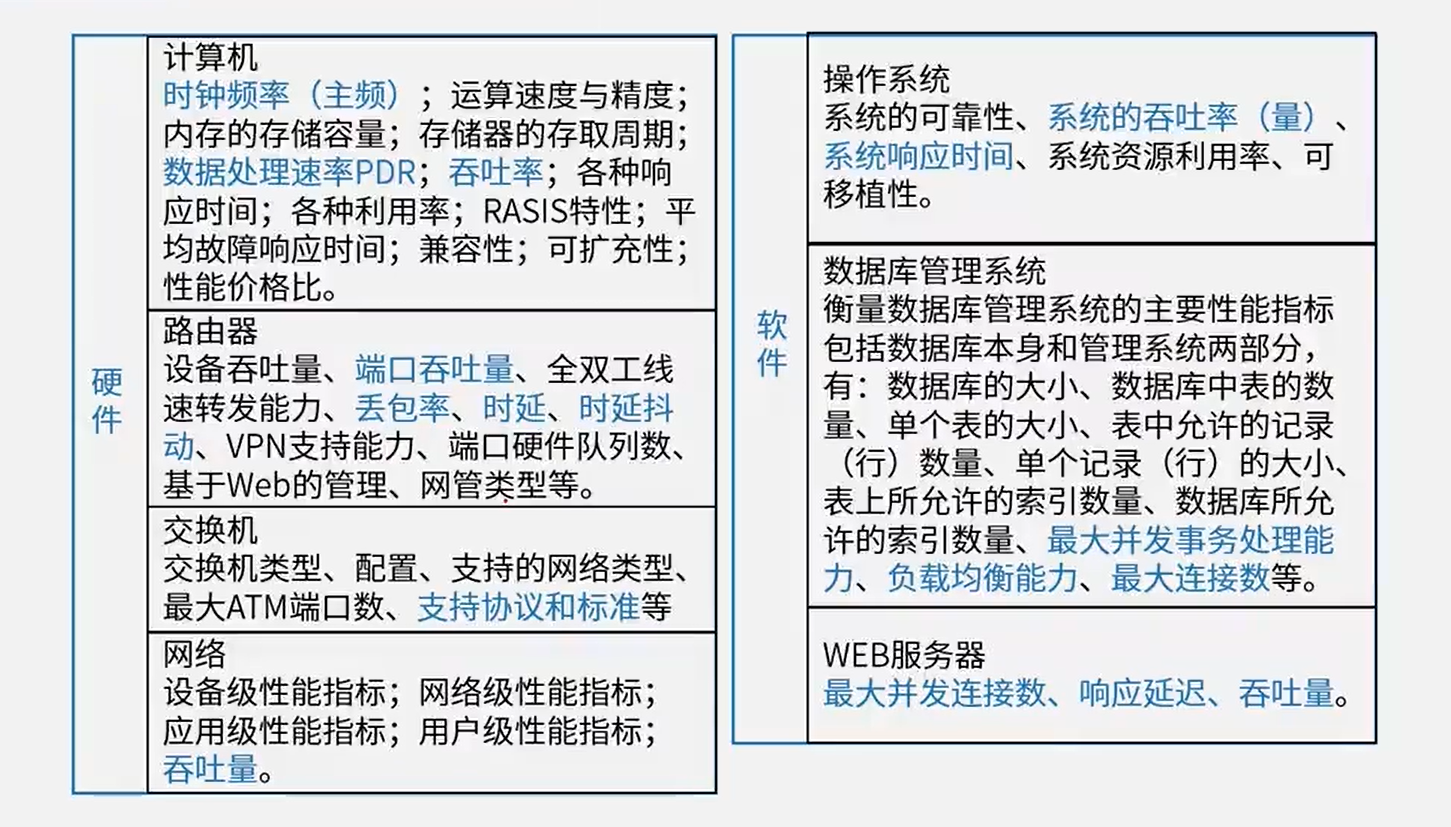 硬
件
计算机
时钟频率（主频）；运算速度与精度；
内存的存储容量；存储器的存取周期；
数据处理速率PDR；吞吐率；各种响
应时间；各种利用率；RASIS特性；平
均故障响应时间；兼容性；可扩充性；
性能价格比。
路由器
设备吞吐量、端口吞吐量、全双工线
速转发能力、丢包率、时延、时延抖
动、VPN支持能力、端口硬件队列数、
基于Web的管理、网管类型等。
交换机
交换机类型、配置、支持的网络类型、
最大ATM端口数、支持协议和标准等
网络
设备级性能指标；网络级性能指标；
应用级性能指标；用户级性能指标；
吞吐量。
软
件
操作系统
系统的可靠性、系统的吞吐率（量）、
系统响应时间、系统资源利用率、可
移植性。
数据库管理系统
衡量数据库管理系统的主要性能指标
包括数据库本身和管理系统两部分，
有：数据库的大小、数据库中表的数
量、单个表的大小、表中允许的记录
（行）数量、单个记录（行）的大小、
表上所允许的索引数量、数据库所允
许的索引数量、最大并发事务处理能
力、负载均衡能力、最大连接数等。
WEB服务器
最大并发连接数、响应延迟、吞吐量。